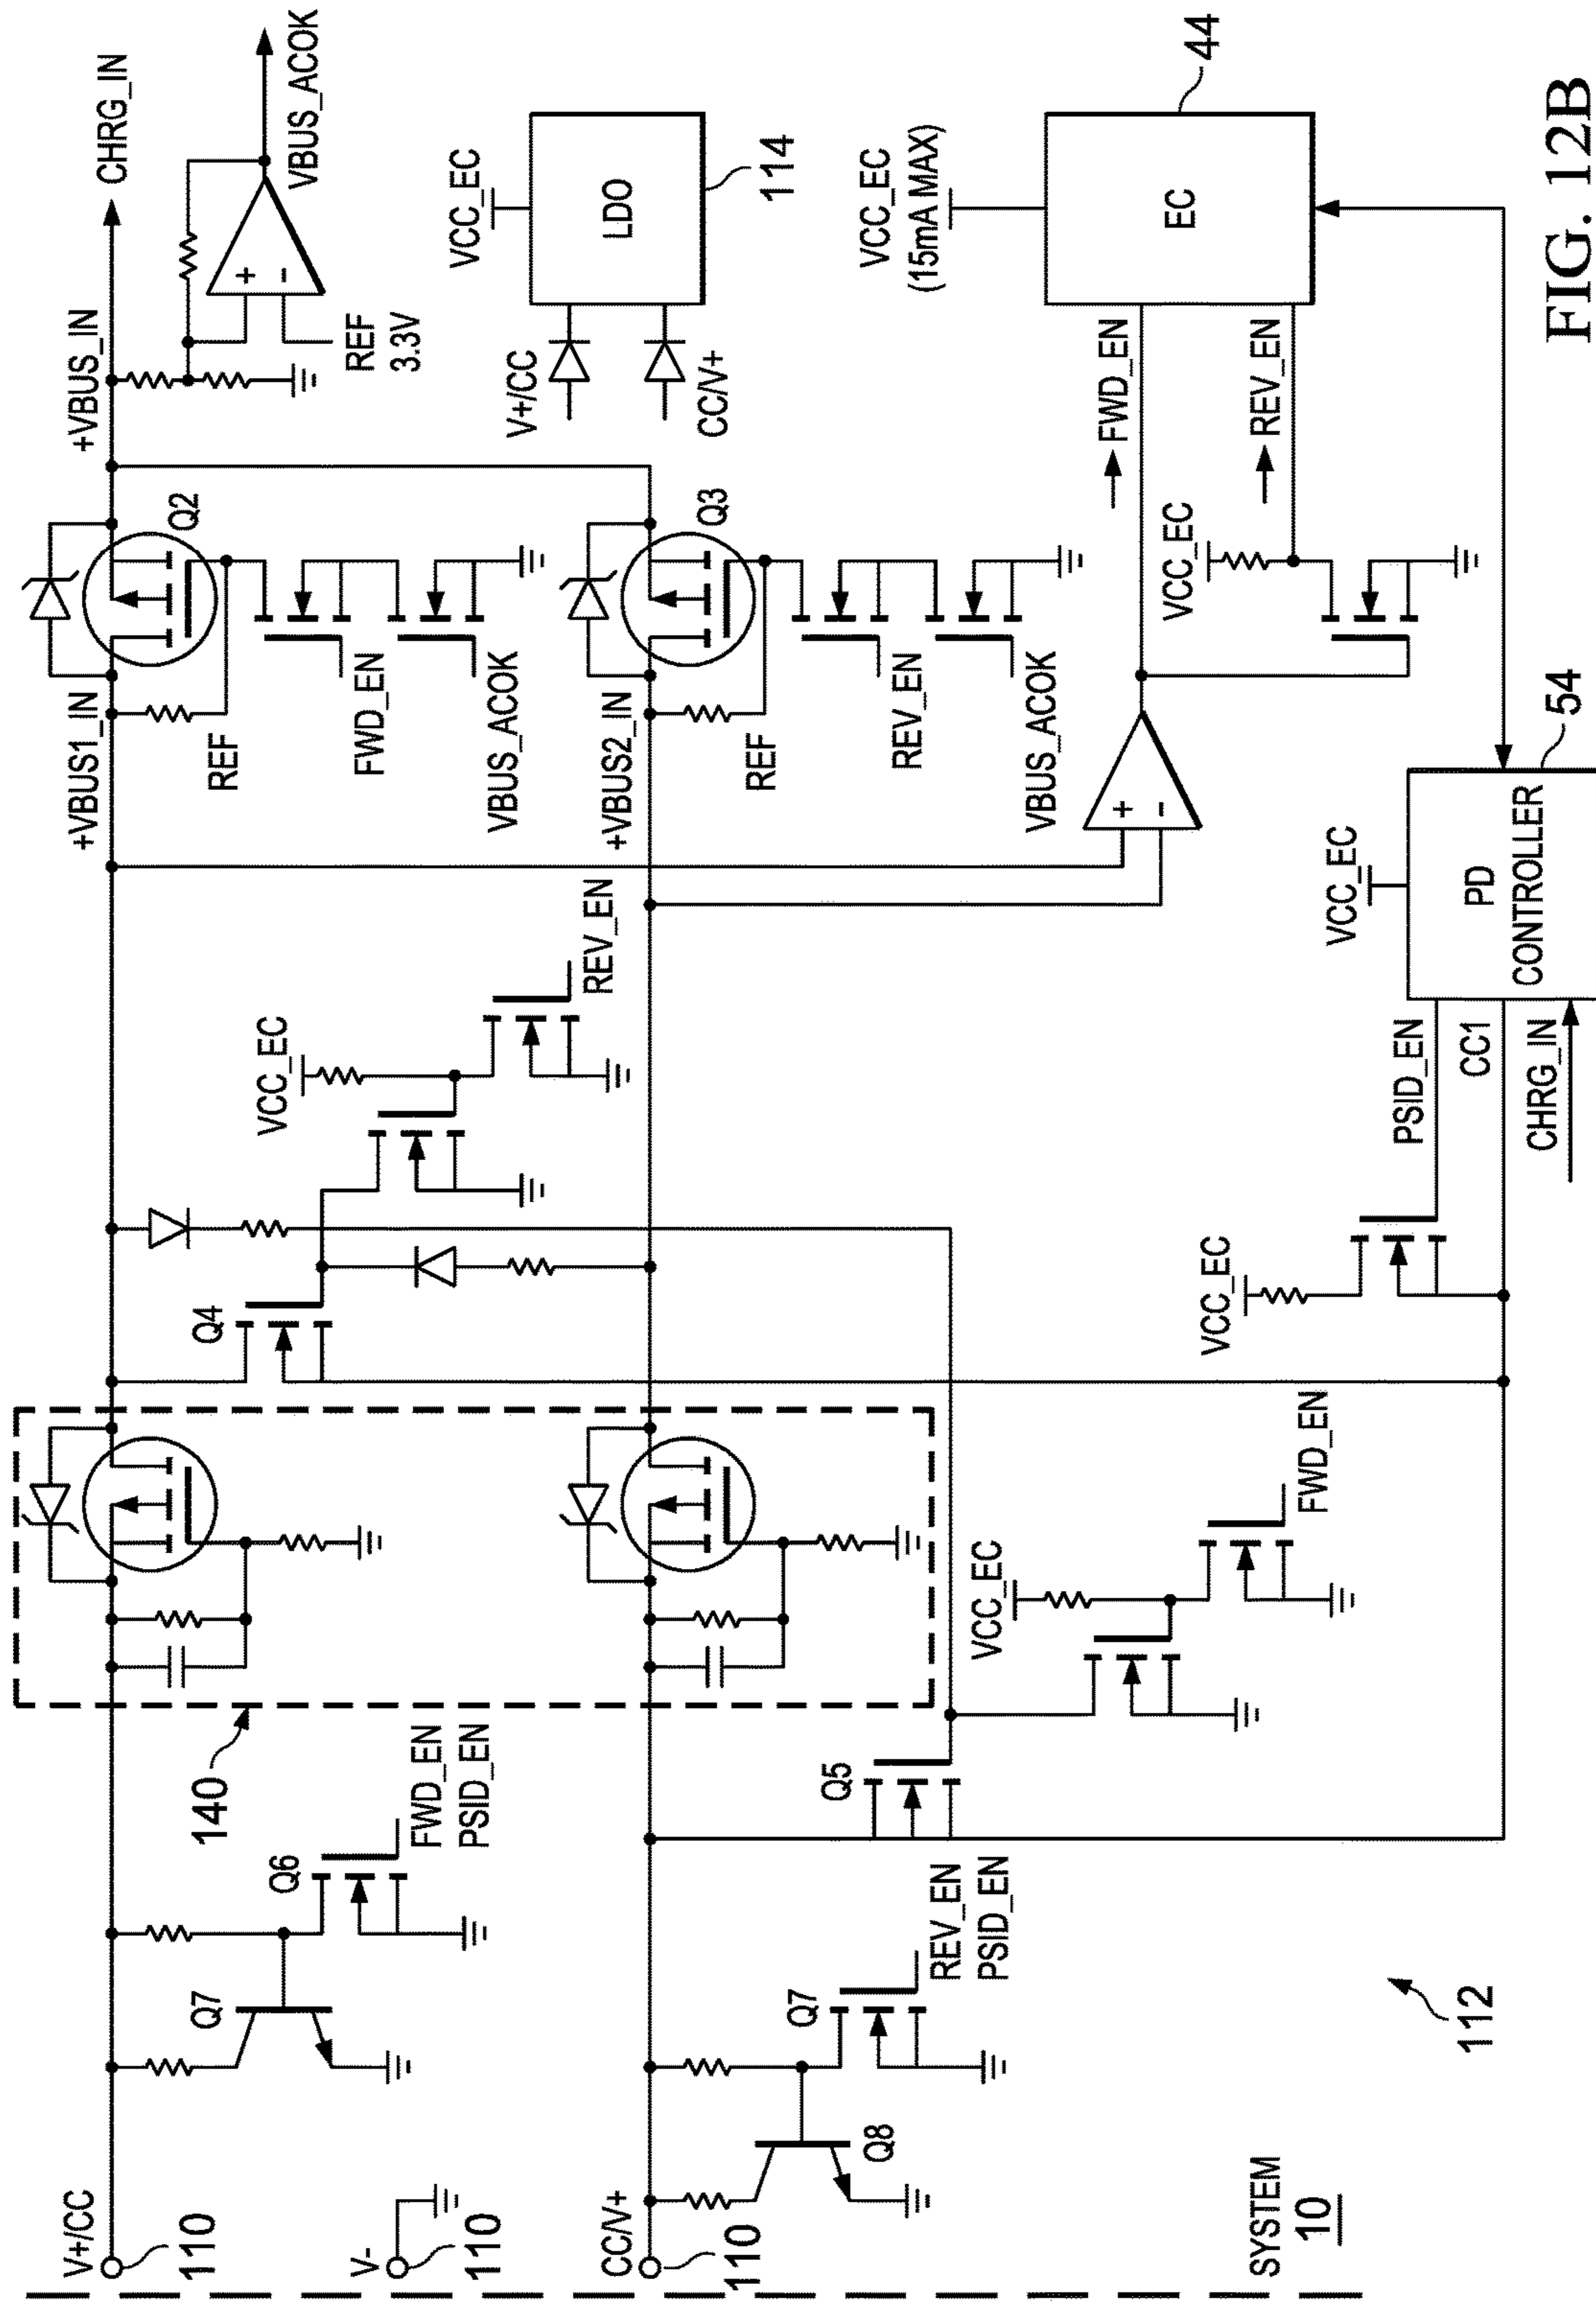 V+/CC
110
V-
110
CC/V+
110
SYSTEM
10
112
Q7
Q6
FWD_EN
PSID_EN
140
Q8
Q7
REV_EN
PSID_EN
Q5
VCC_EC
FWD_EN
Q4
VCC_EC
REV_EN
VCC_EC
PSID_EN
CC1
CHRG_IN
VCC_EC
PD
CONTROLLER
54
+VBUS1_IN
REF
FWD_EN
VBUS_ACOK
Q2
+VBUS2_IN
REF
REV_EN
VBUS_ACOK
Q3
+
-
VCC_EC
FWD_EN
REV_EN
+VBUS_IN
REF
3.3V
+
-
CHRG_IN
VBUS_ACOK
V+/CC
CC/V+
VCC_EC
LDO
114
VCC_EC
(15mA MAX)
EC
44
FIG. 12B